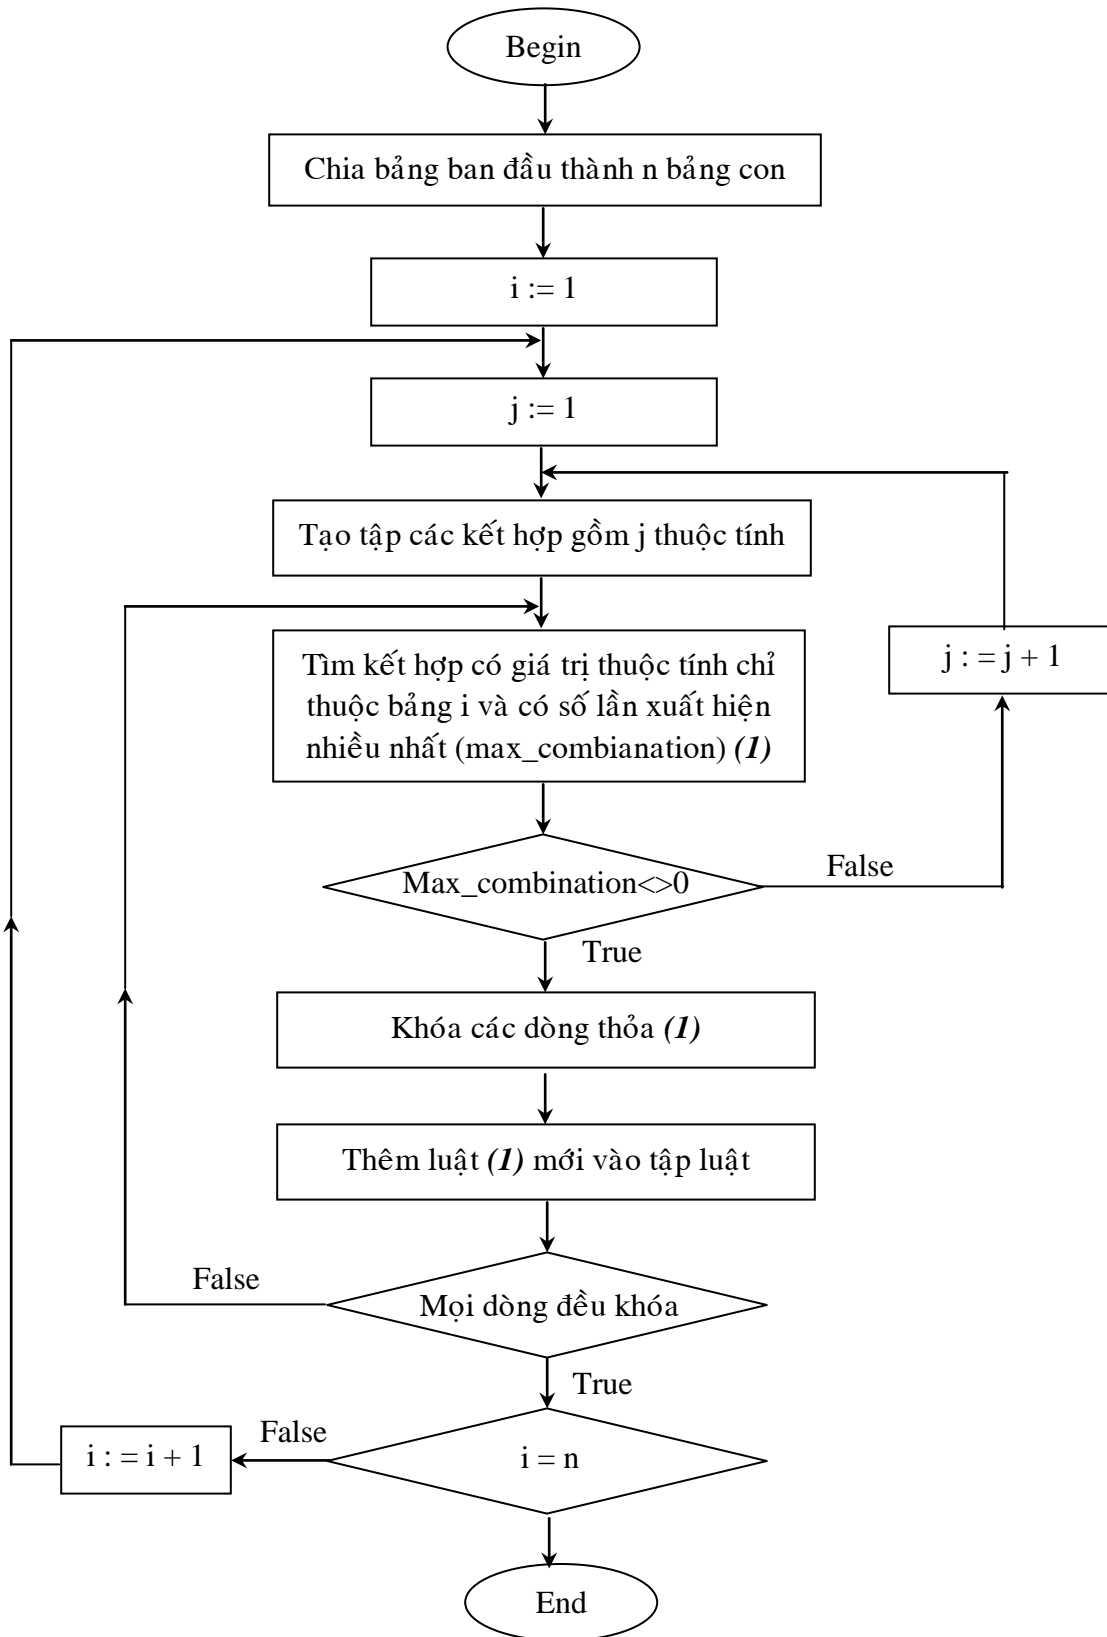 Begin
Chia bảng ban đầu thành n bảng con
i := 1
j := 1
Tạo tập các kết hợp gồm j thuộc tính
Tìm kết hợp có giá trị thuộc tính chỉ
thuộc bảng i và có số lần xuất hiện
nhiều nhất (max_combianation) (1)
j : = j + 1
Max_combination<>0
False
True
Khóa các dòng thỏa (1)
Thêm luật (1) mới vào tập luật
False
Mọi dòng đều khóa
True
i : = i + 1
False
i = n
End